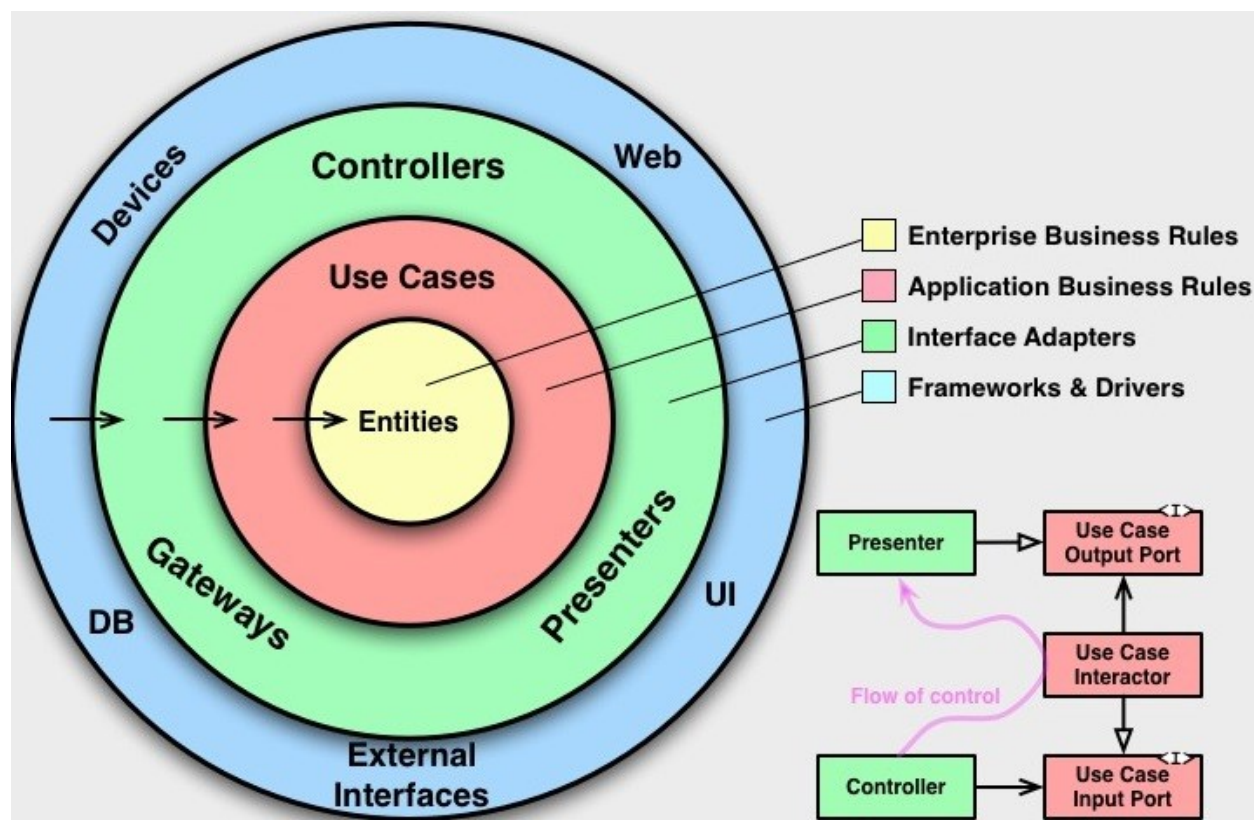 Devices
Controllers
Web
Use Cases
Entities
Gateways
Presenters
DB
UI
External
Interfaces
Enterprise Business Rules
Application Business Rules
Interface Adapters
Frameworks & Drivers
Presenter
<I>
Use Case
Output Port
Use Case
Interactor
Flow of control
Controller
<I>
Use Case
Input Port